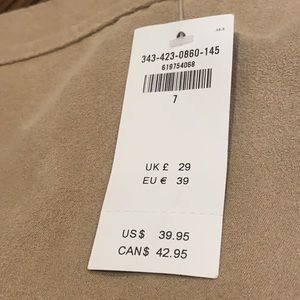 343-423-0860-145
619754068
7
UK £ 29
EU € 39
US$ 39.95
CAN$ 42.95